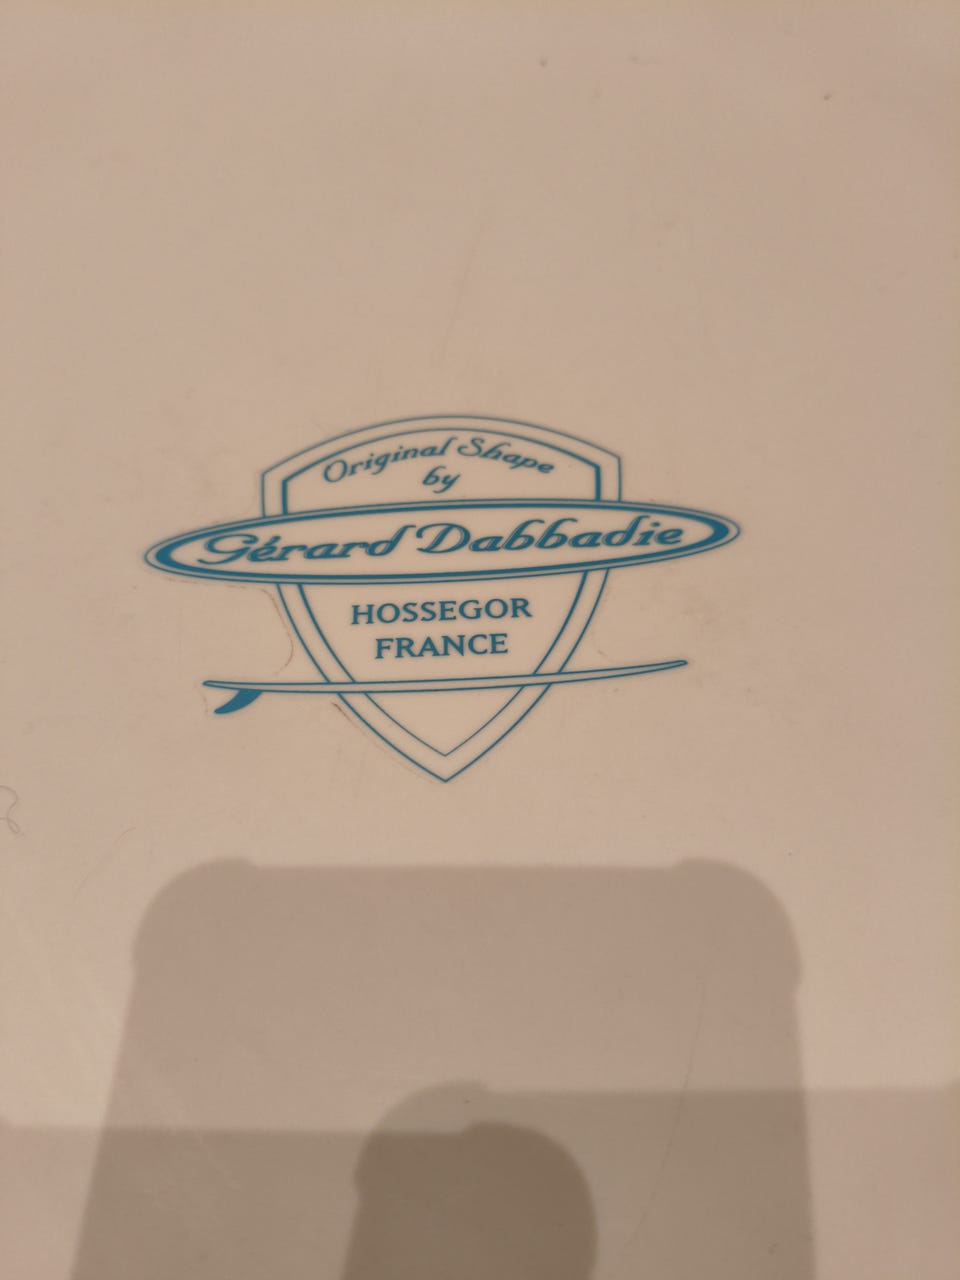 Original Shape
by
Gérard Dabbadie
HOSSEGOR
FRANCE